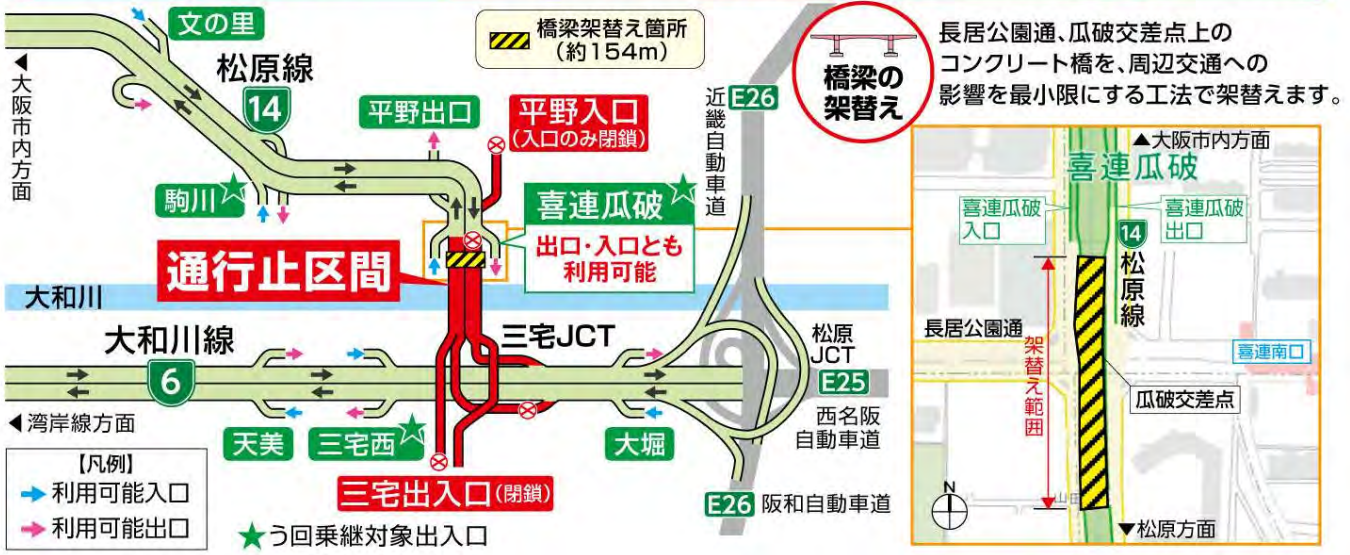 文の里
松原線
14
◀大阪市内方面
駒川★
橋梁架替え箇所
(約154m)
平野出口
平野入口
(入口のみ閉鎖)
喜連瓜破★
出口・入口とも
利用可能
通行止区間
大和川
大和川線
6
◀湾岸線方面
天美
三宅西★
三宅JCT
大堀
三宅出入口(閉鎖)
近畿自動車道
E26
松原
JCT
E25
西名阪
自動車道
E26 阪和自動車道
【凡例】
利用可能入口
利用可能出口
★う回乗継対象出入口
橋梁の
架替え
長居公園通、瓜破交差点上の
コンクリート橋を、周辺交通への
影響を最小限にする工法で架替えます。
▲大阪市内方面
喜連瓜破
喜連瓜破
入口
喜連瓜破
出口
14
松原線
長居公園通
架替え範囲
喜連南口
瓜破交差点
N
▼松原方面